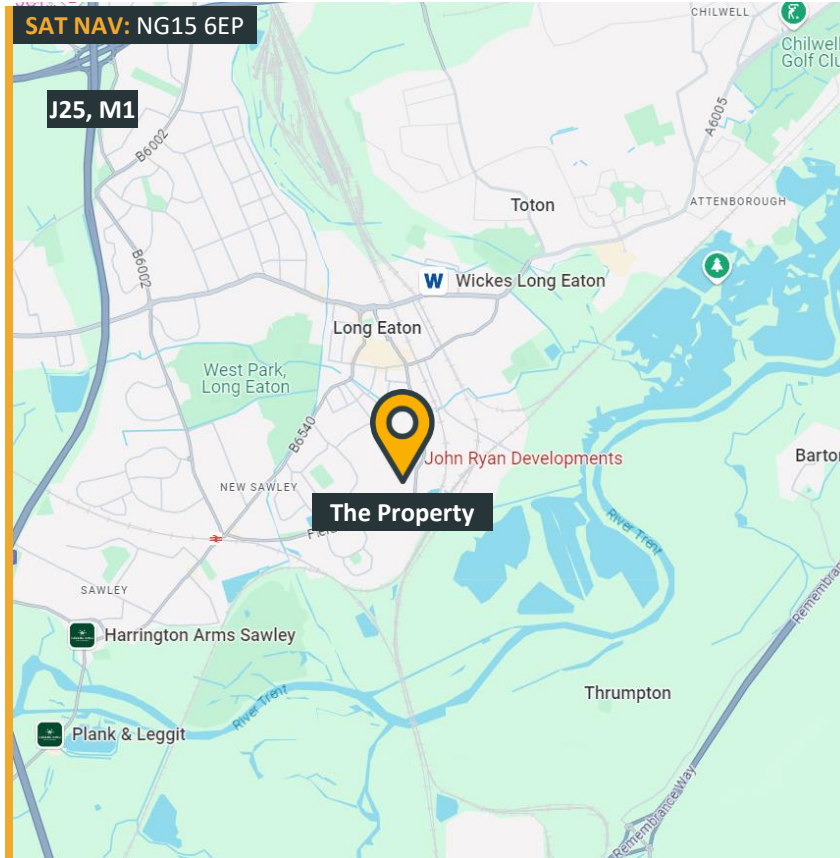 SAT NAV: NG15 6EP
CHILWELL
Chilwell
Golf Clu
J25, M1
B6002
A6005
Toton
ATTENBOROUGH
B6002
W Wickes Long Eaton
Long Eaton
West Park,
Long Eaton
B6540
John Ryan Developments
Barto
NEW SAWLEY
The Property
Field
River Trent
SAWLEY
Remembran
Harrington Arms Sawley
River Trent
Thrumpton
Plank & Leggit
Remembrance Way